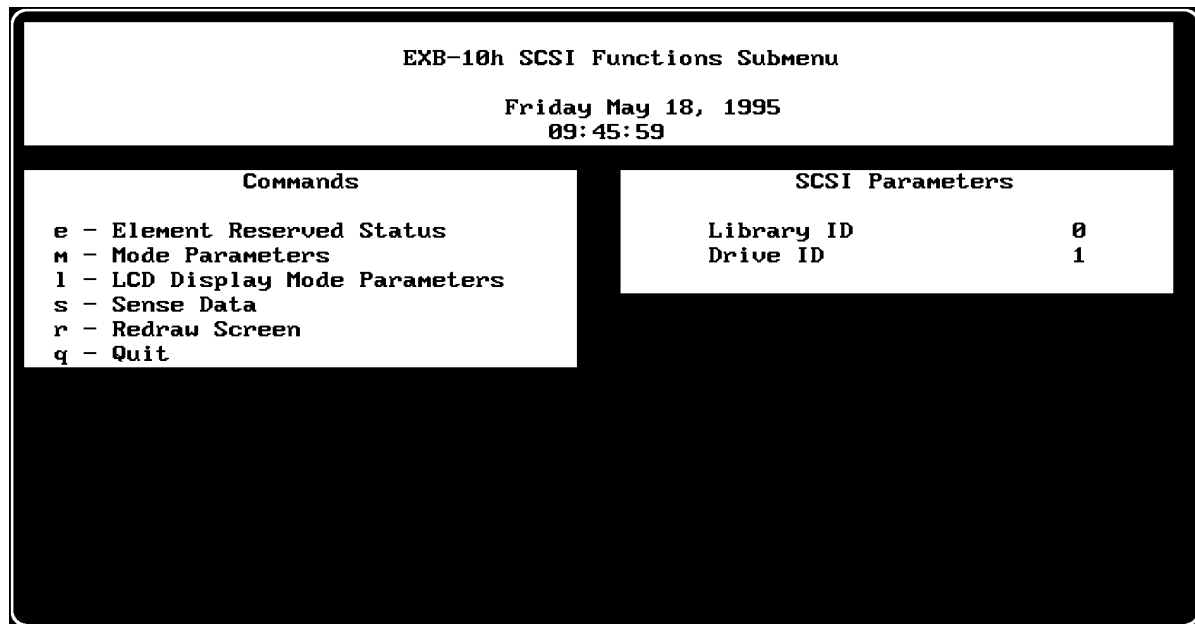 EXB-10h SCSI Functions Submenu
Friday May 18, 1995
09:45:59
Commands
e - Element Reserved Status
m - Mode Parameters
l - LCD Display Mode Parameters
s - Sense Data
r - Redraw Screen
q - Quit
SCSI Parameters
Library ID 0
Drive ID 1